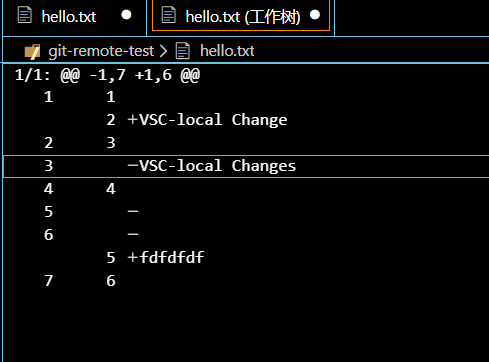 hello.txt hello.txt (工作树)
git-remote-test > hello.txt
1/1: @@ -1,7 +1,6 @@
1 1
2 +VSC-local Change
2 3
3 -VSC-local Changes
4 4
5 -
6 -
5 +fdfdfdf
7 6